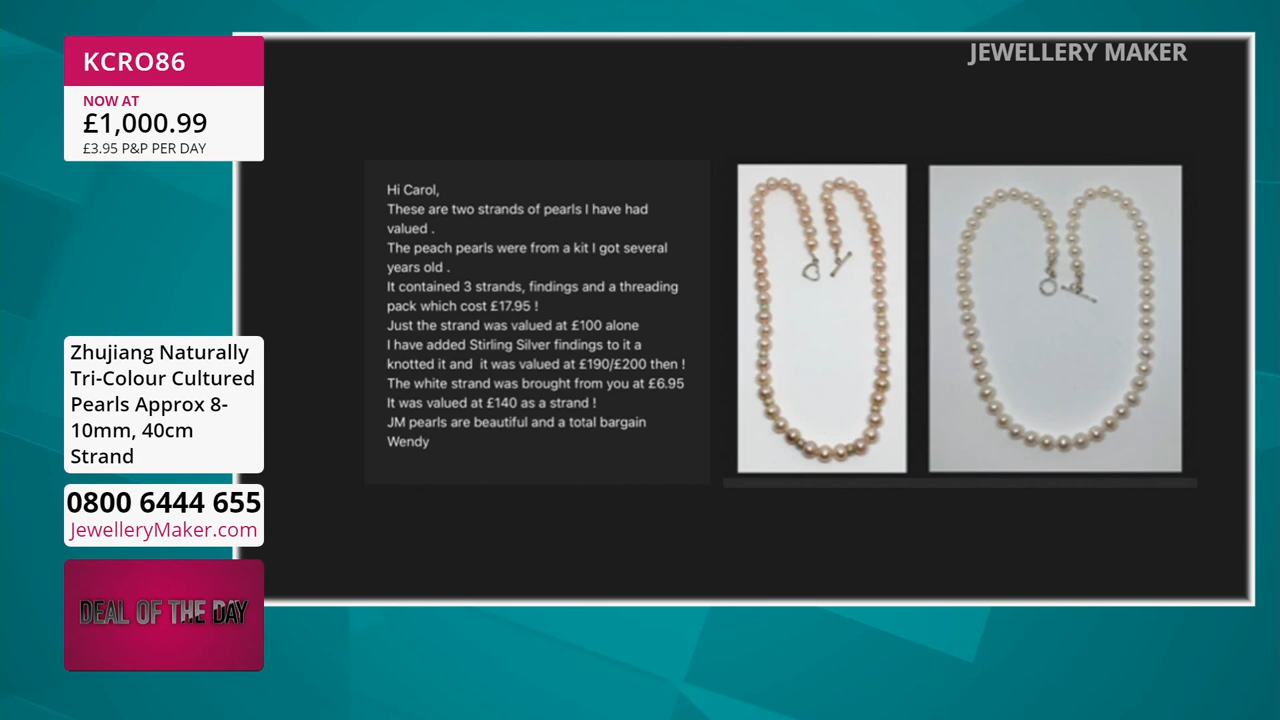 KCRO86
NOW AT
£1,000.99
£3.95 P&P PER DAY
JEWELLERY MAKER
Hi Carol,
These are two strands of pearls I have had
valued .
The peach pearls were from a kit I got several
years old .
It contained 3 strands, findings and a threading
pack which cost £17.95 !
Just the strand was valued at £100 alone
I have added Stirling Silver findings to it a
knotted it and it was valued at £190/£200 then !
The white strand was brought from you at £6.95
It was valued at £140 as a strand !
JM pearls are beautiful and a total bargain
Wendy
Zhujiang Naturally
Tri-Colour Cultured
Pearls Approx 8-
10mm, 40cm
Strand
0800 6444 655
JewelleryMaker.com
DEAL OF THE DAY